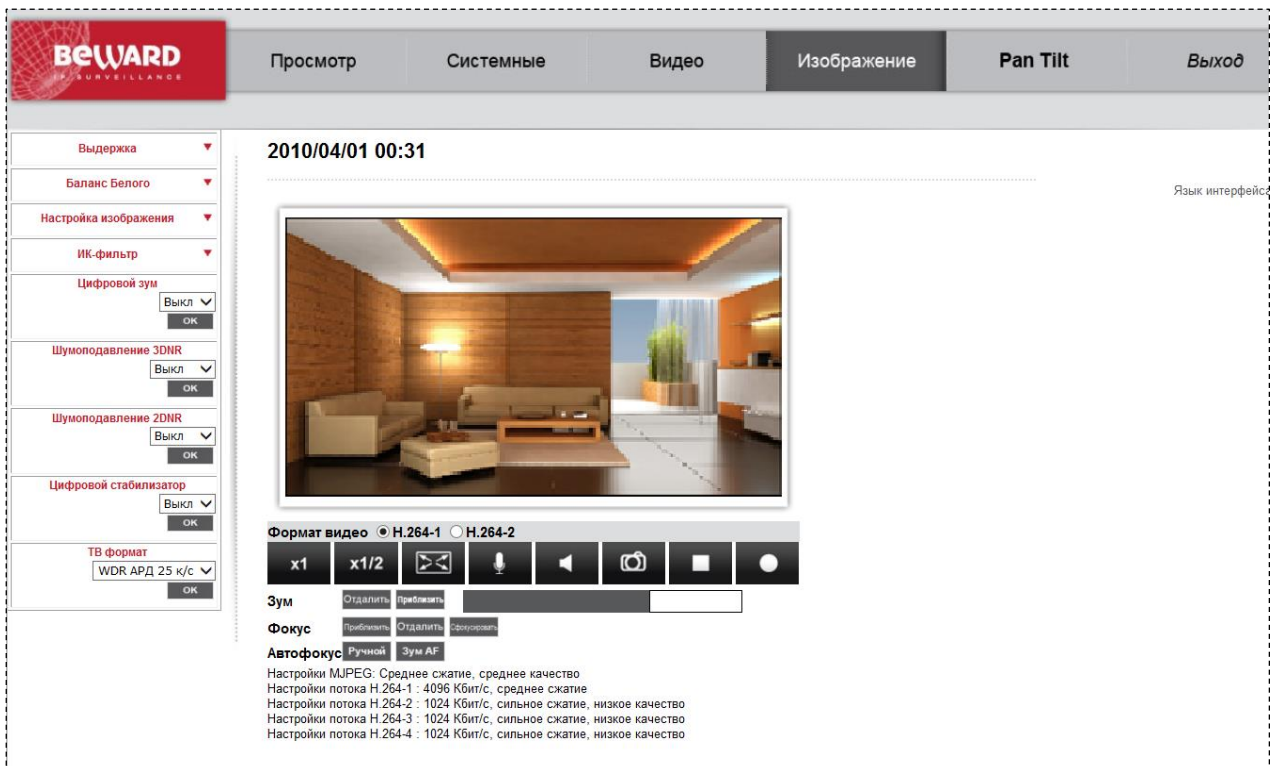 BEWARD
IP SURVEILLANCE
Просмотр
Системные
Видео
Изображение
Pan Tilt
Выход
Выдержка
Баланс Белого
Настройка изображения
ИК-фильтр
Цифровой зум
Выкл
OK
Шумоподавление 3DNR
Выкл
OK
Шумоподавление 2DNR
Выкл
OK
Цифровой стабилизатор
Выкл
OK
ТВ формат
WDR АРД 25 к/с
OK
2010/04/01 00:31
Язык интерфейса
Формат видео H.264-1 H.264-2
x1 x1/2
Зум Отдалить Приблизить
Фокус Приблизить Отдалить Сфокусировать
Автофокус Ручной Зум AF
Настройки MJPEG: Среднее сжатие, среднее качество
Настройки потока H.264-1 : 4096 Кбит/с, среднее сжатие
Настройки потока H.264-2 : 1024 Кбит/с, сильное сжатие, низкое качество
Настройки потока H.264-3 : 1024 Кбит/с, сильное сжатие, низкое качество
Настройки потока H.264-4 : 1024 Кбит/с, сильное сжатие, низкое качество